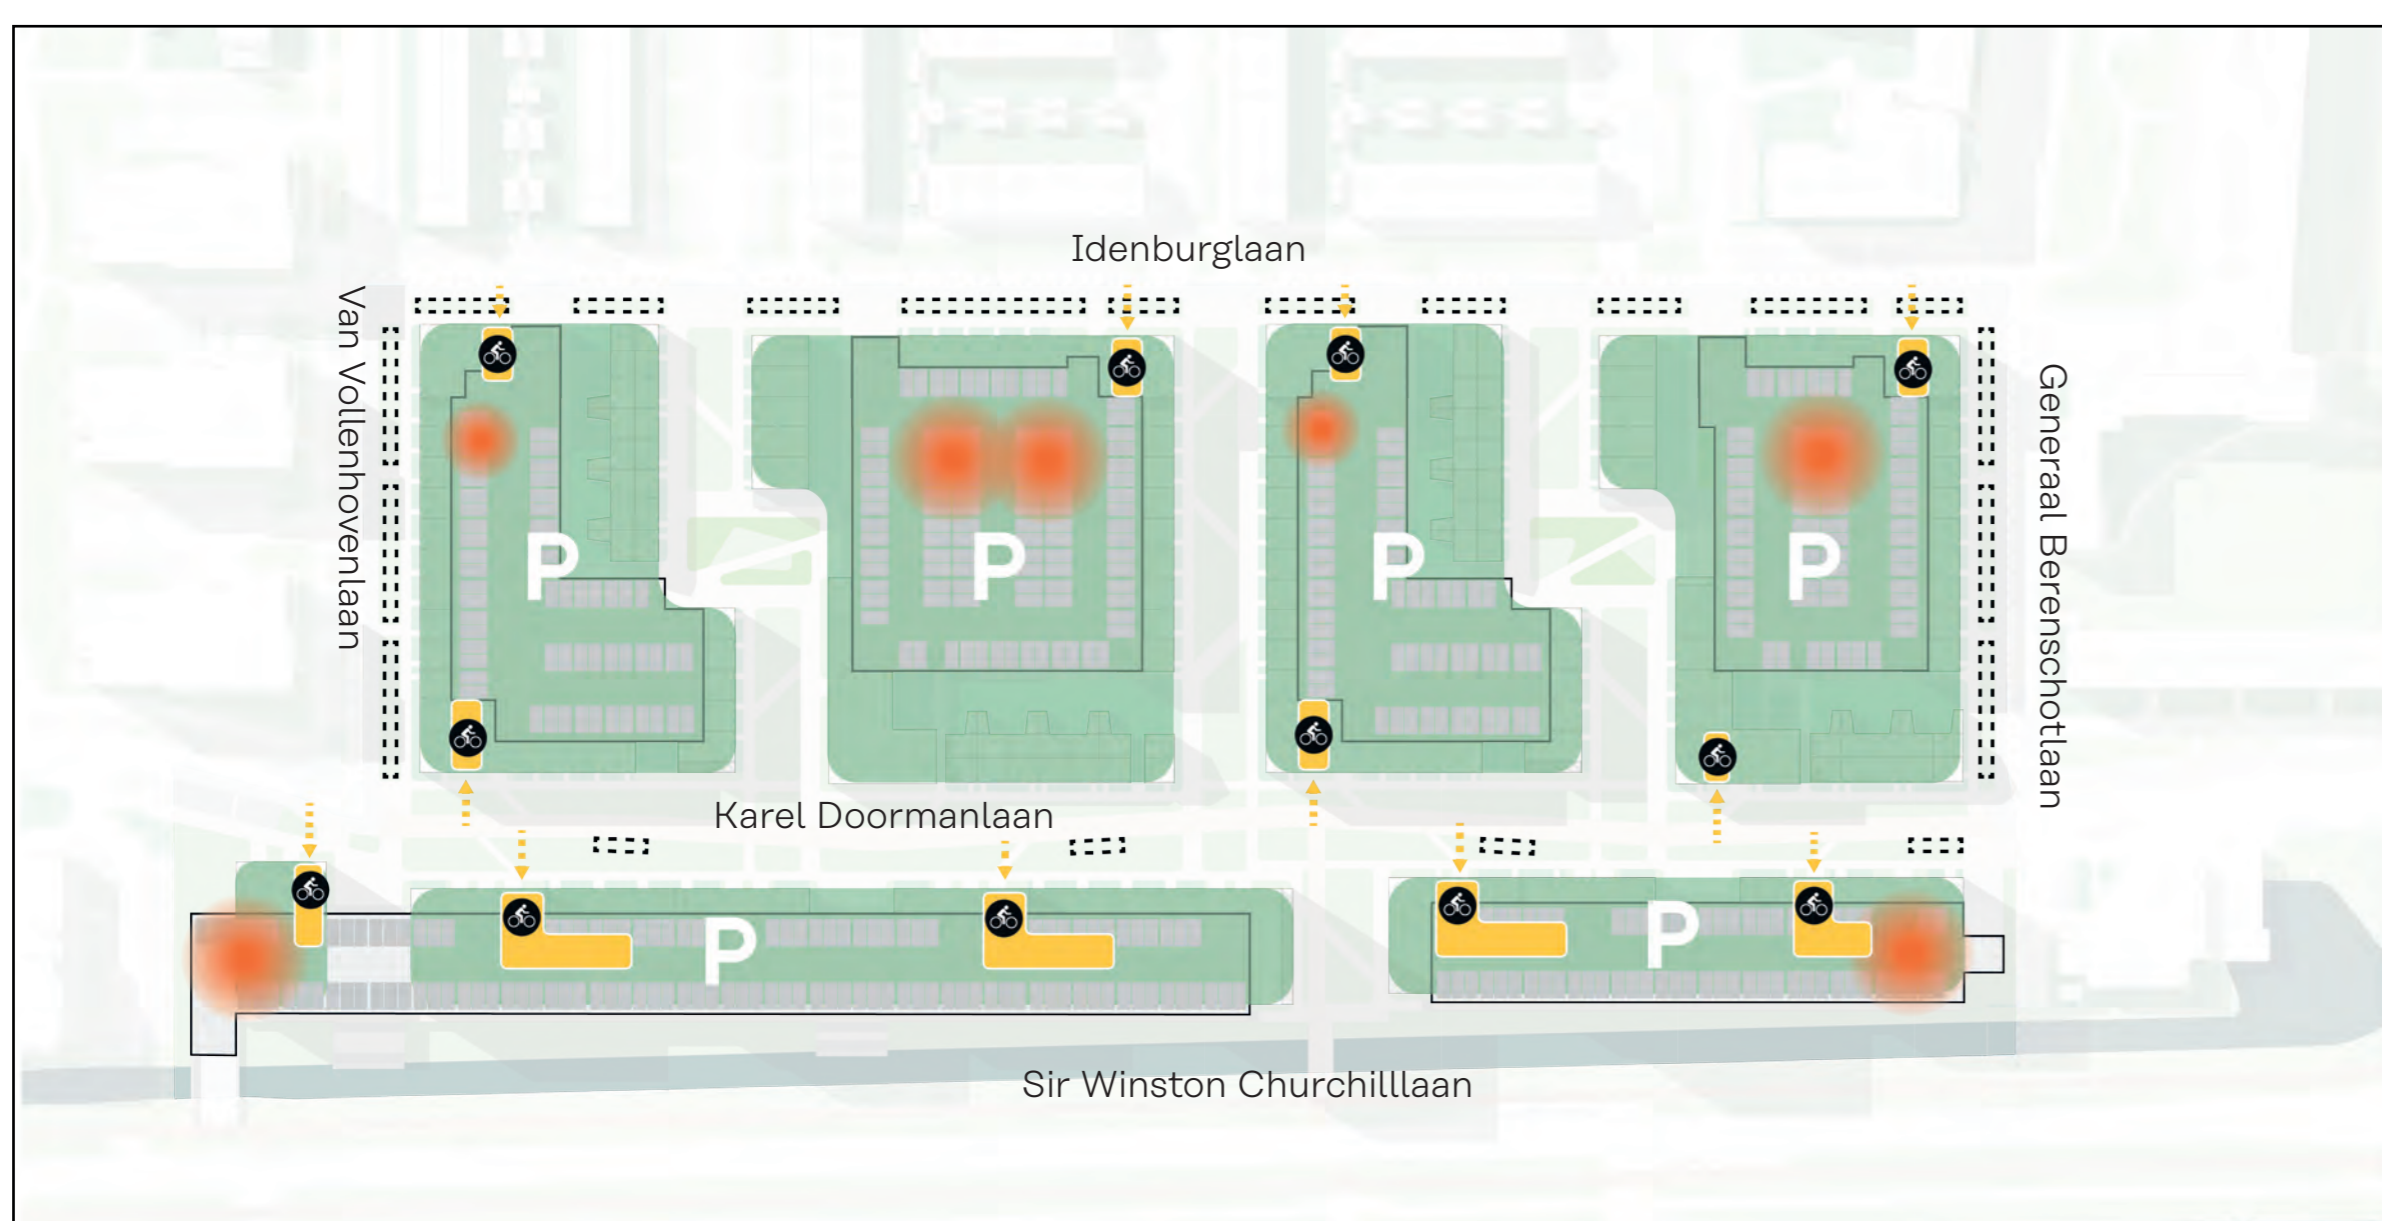 Idenburglaan
Van Vollenhovenlaan
Generaal Berenschotlaan
P
P
P
P
Karel Doormanlaan
P
P
Sir Winston Churchilllaan